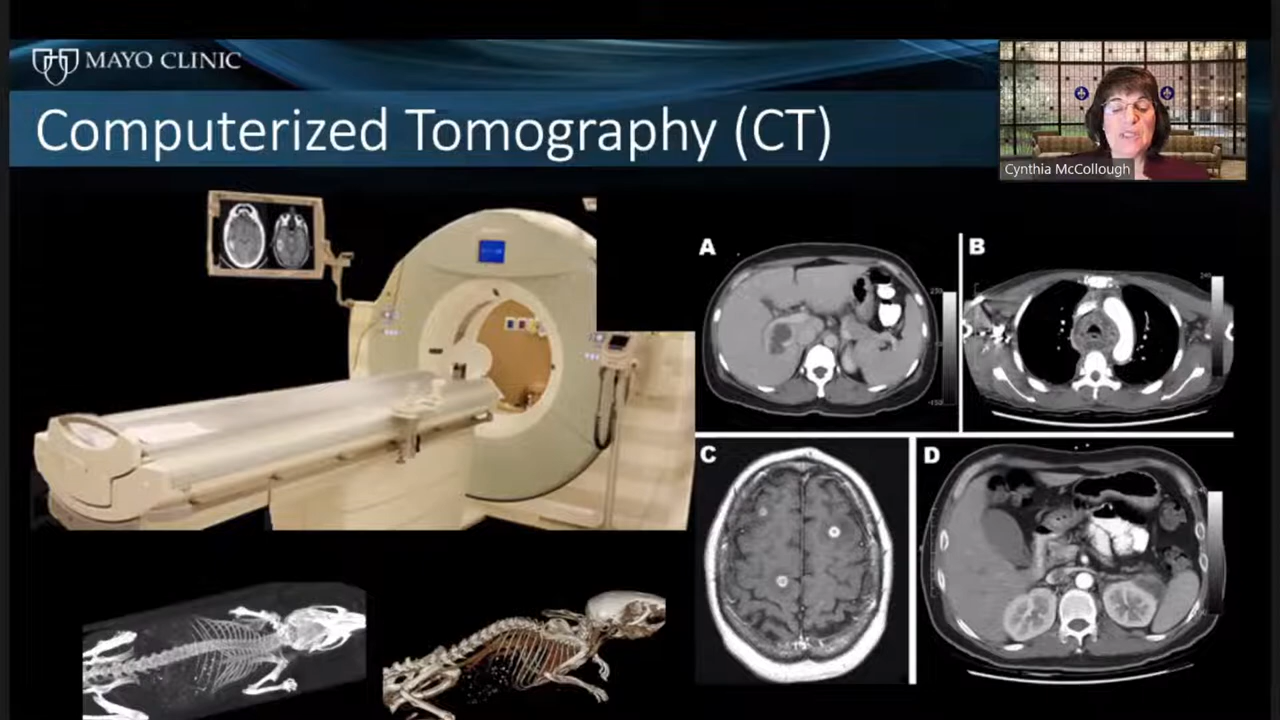 MAYO CLINIC
Computerized Tomography (CT)
Cynthia McCollough
A
B
C
D